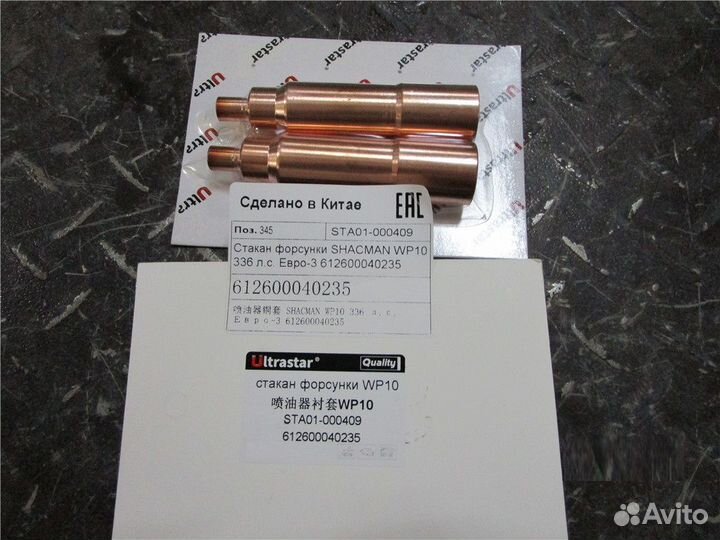 Ultrastar
Ultrastar
Ultrastar
Сделано в Китае
EAC
Поз. 345
STA01-000409
Стакан форсунки SHACMAN WP10
336 л.с. Евро-3 612600040235
612600040235
喷油器铜套 SHACMAN WP10 336 л.с.
Евро-3 612600040235
Ultrastar®
Quality
стакан форсунки WP10
喷油器衬套WP10
STA01-000409
612600040235
Avito